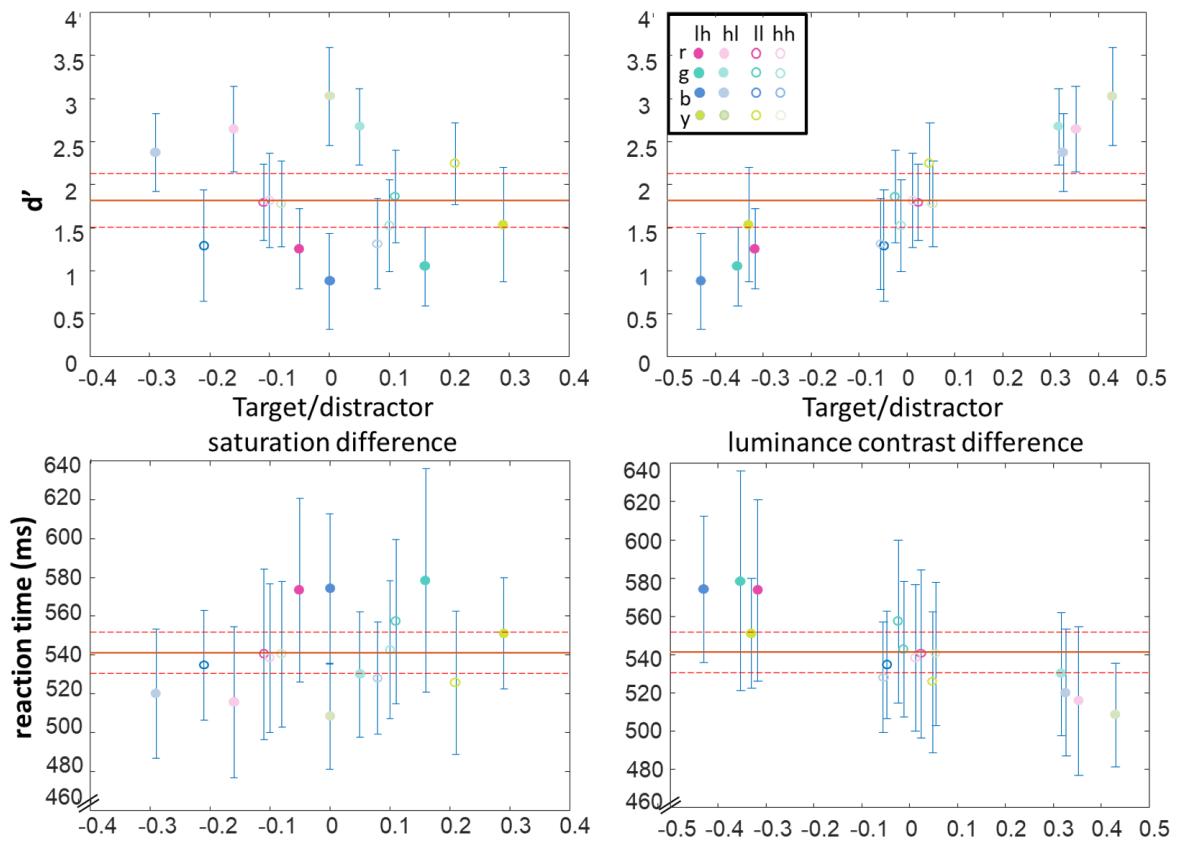 4'
3.5
3
2.5
2
1.5
1
0.5
0
d'
-0.4 -0.3 -0.2 -0.1 0 0.1 0.2 0.3 0.4
Target/distractor
saturation difference
4
3.5
3
2.5
2
1.5
1
0.5
0
lh hl ll hh
r
g
b
y
-0.5 -0.4 -0.3 -0.2 -0.1 0 0.1 0.2 0.3 0.4 0.5
Target/distractor
luminance contrast difference
640
620
600
580
560
540
520
500
480
460
reaction time (ms)
-0.4 -0.3 -0.2 -0.1 0 0.1 0.2 0.3 0.4
640
620
600
580
560
540
520
500
480
460
-0.5 -0.4 -0.3 -0.2 -0.1 0 0.1 0.2 0.3 0.4 0.5